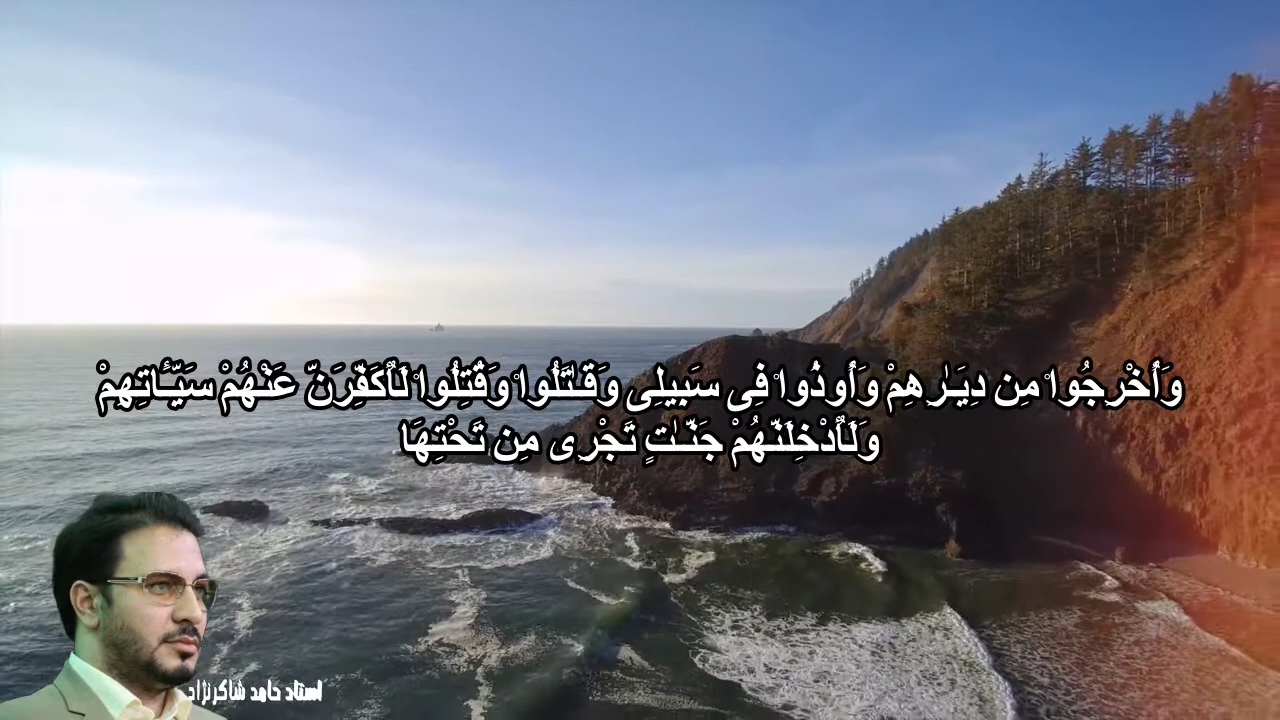 وَأُخْرِجُوا۟ مِن دِيَـٰرِهِمْ وَأُوذُوا۟ فِى سَبِيلِى وَقَـٰتَلُوا۟ وَقُتِلُوا۟ لَأُكَفِّرَنَّ عَنْهُمْ سَيِّـَٔاتِهِمْ
وَلَأُدْخِلَنَّهُمْ جَنَّـٰتٍ تَجْرِى مِن تَحْتِهَا
استاد حامد شاکرنژاد